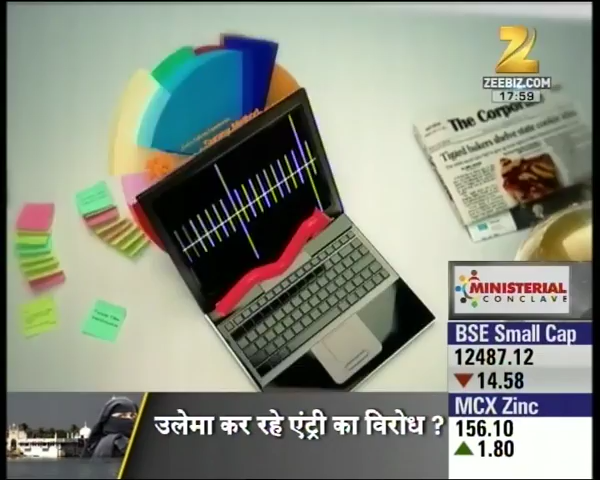 ZEEBIZ.COM
17:59
The Corpor
MINISTERIAL
CONCLAVE
BSE Small Cap
12487.12
14.58
MCX Zinc
156.10
1.80
उलेमा कर रहे एंट्री का विरोध ?